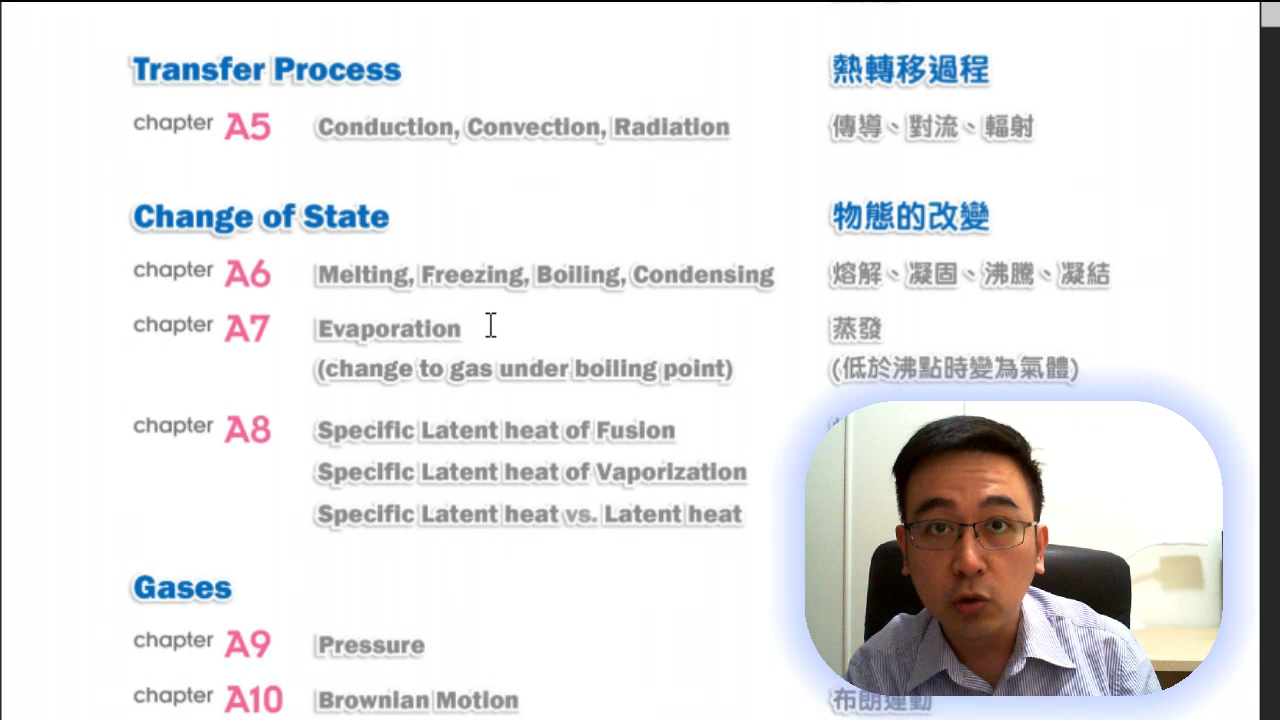 Transfer Process 熱轉移過程
chapter A5 Conduction, Convection, Radiation 傳導、對流、輻射
Change of State 物態的改變
chapter A6 Melting, Freezing, Boiling, Condensing 熔解、凝固、沸騰、凝結
chapter A7 Evaporation 蒸發
(change to gas under boiling point) (低於沸點時變為氣體)
chapter A8 Specific Latent heat of Fusion
Specific Latent heat of Vaporization
Specific Latent heat vs. Latent heat
Gases
chapter A9 Pressure
chapter A10 Brownian Motion 布朗運動